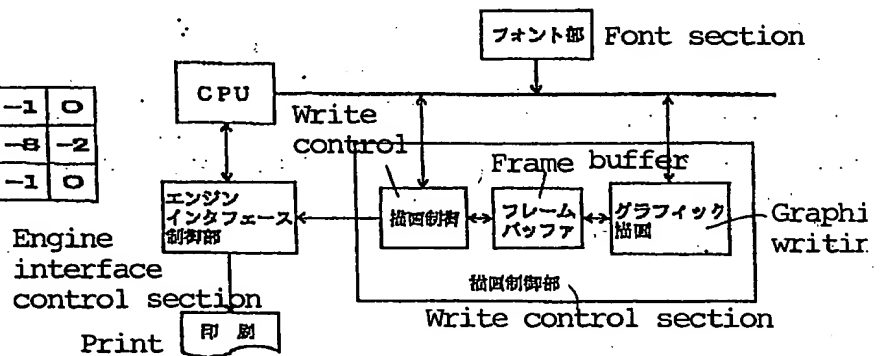 フォント部 Font section
CPU
-1 0
-8 -2
-1 0
Write
control
Frame buffer
エンジン
インタフェース
制御部
描画制御
フレーム
バッファ
グラフィック
描画
Graphi
writin
Engine
interface
control section
描画制御部
Write control section
Print 印刷